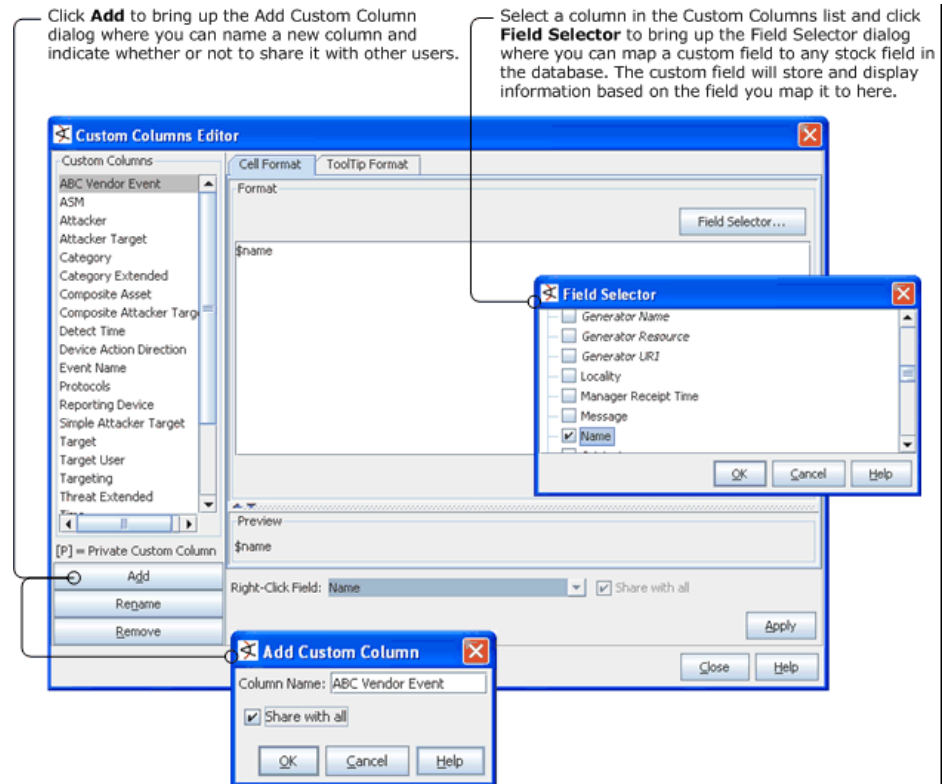 Click Add to bring up the Add Custom Column
dialog where you can name a new column and
indicate whether or not to share it with other users.
Select a column in the Custom Columns list and click
Field Selector to bring up the Field Selector dialog
where you can map a custom field to any stock field in
the database. The custom field will store and display
information based on the field you map it to here.
Custom Columns Editor
Custom Columns
ABC Vendor Event
ASM
Attacker
Attacker Target
Category
Category Extended
Composite Asset
Composite Attacker Targ
Detect Time
Device Action Direction
Event Name
Protocols
Reporting Device
Simple Attacker Target
Target
Target User
Targeting
Threat Extended
[P] = Private Custom Column
Add
Rename
Remove
Cell Format
ToolTip Format
Format
Field Selector...
$name
Field Selector
Generator Name
Generator Resource
Generator URI
Locality
Manager Receipt Time
Message
Name
OK
Cancel
Help
Preview
$name
Right-Click Field: Name
Share with all
Apply
Close
Help
Add Custom Column
Column Name: ABC Vendor Event
Share with all
OK
Cancel
Help